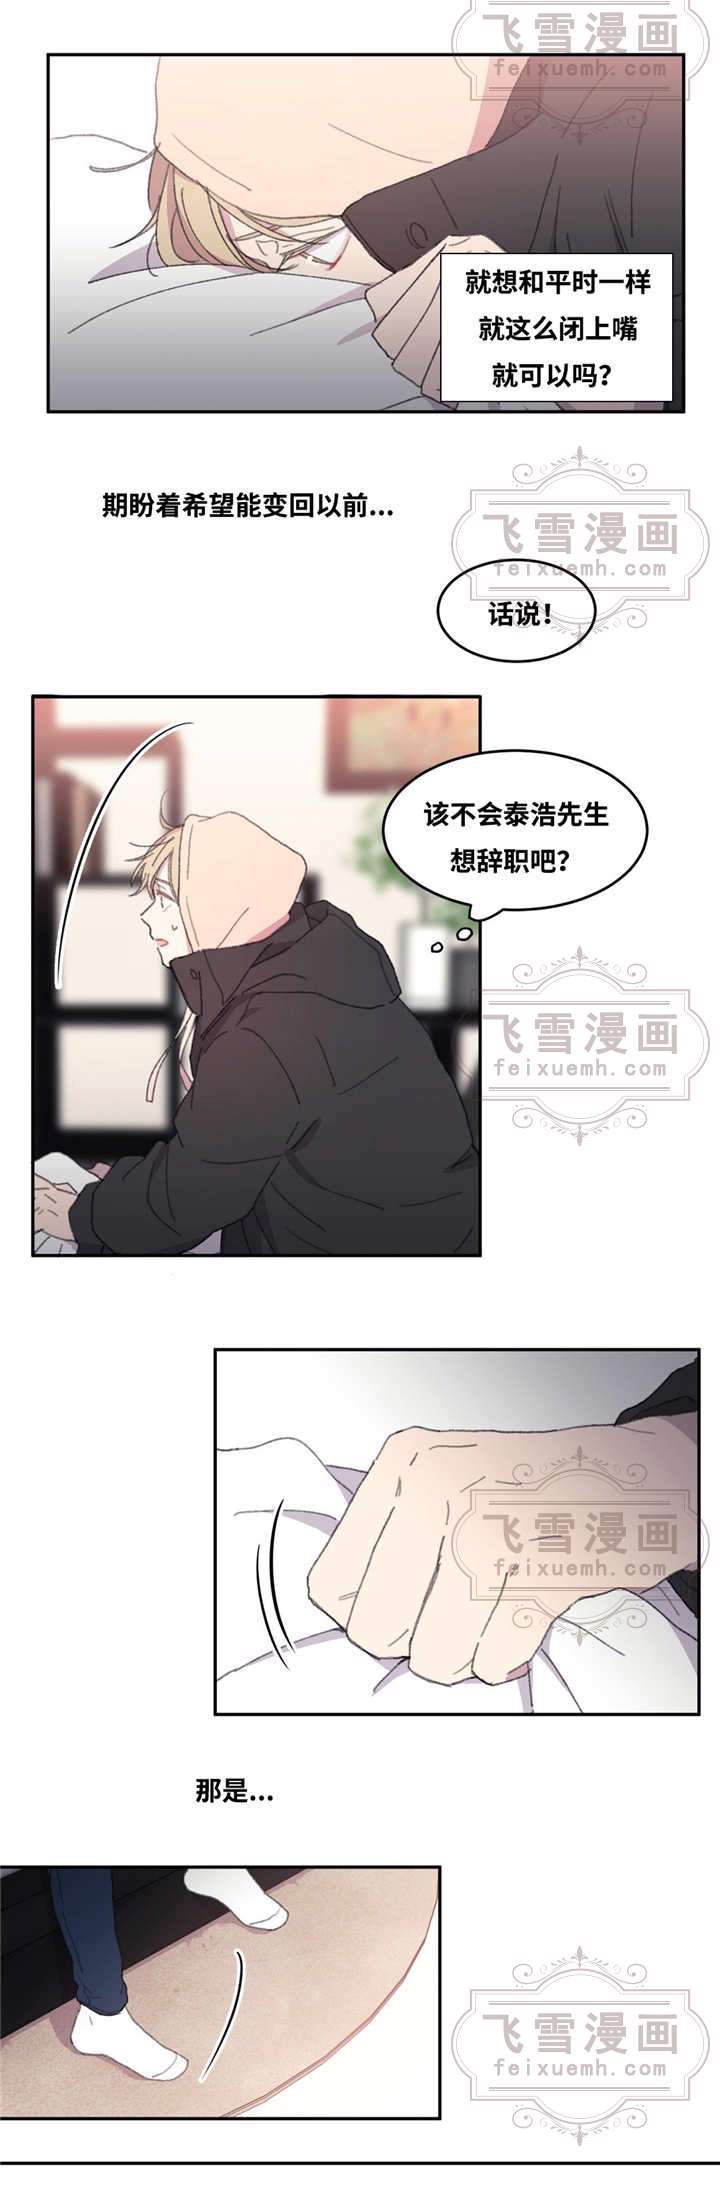 飞雪漫画
feixuemh.com
就想和平时一样
就这么闭上嘴
就可以吗？
期盼着希望能变回以前...
飞雪漫画
feixuemh.com
话说！
该不会泰浩先生
想辞职吧？
飞雪漫画
feixuemh.com
飞雪漫画
feixuemh.com
那是...
飞雪漫画
feixuemh.com